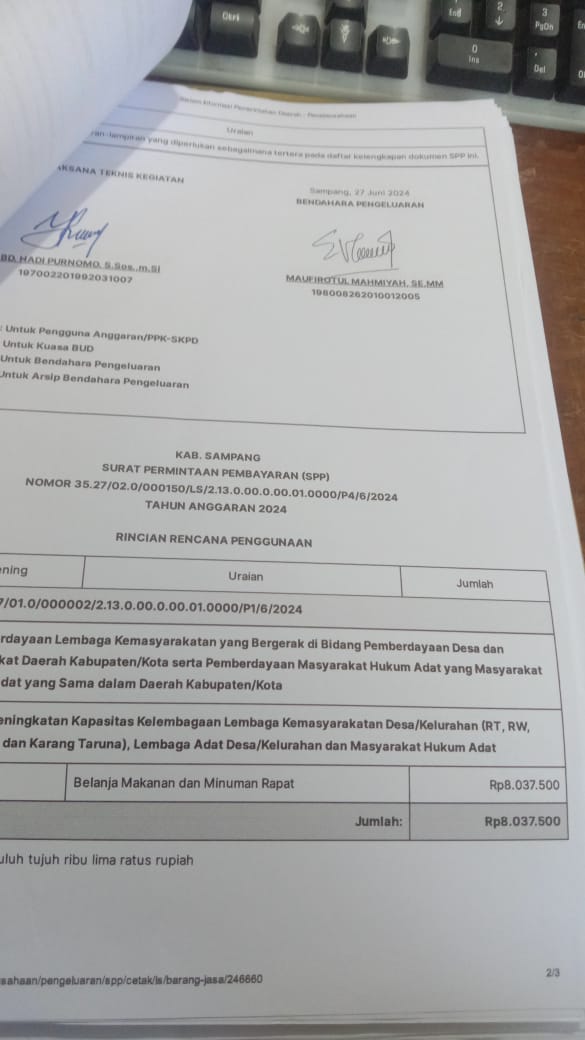 Ctrl
End
2
↓
3
PgDn
0
Ins
Del
Sistem Informasi Pemerintahan Daerah - Penatausahaan
Uraian
ran-lampiran yang diperlukan sebagaimana tertera pada daftar kelengkapan dokumen SPP ini.
AKSANA TEKNIS KEGIATAN
Sampang, 27 Juni 2024
BENDAHARA PENGELUARAN
BD. HADI PURNOMO, S.Sos.,m.SI
197002201992031007
MAUFIROTUL MAHMIYAH, SE.MM
198008262010012005
: Untuk Pengguna Anggaran/PPK-SKPD
Untuk Kuasa BUD
Untuk Bendahara Pengeluaran
Untuk Arsip Bendahara Pengeluaran
KAB. SAMPANG
SURAT PERMINTAAN PEMBAYARAN (SPP)
NOMOR 35.27/02.0/000150/LS/2.13.0.00.0.00.01.0000/P4/6/2024
TAHUN ANGGARAN 2024
RINCIAN RENCANA PENGGUNAAN
ening Uraian Jumlah
7/01.0/000002/2.13.0.00.0.00.01.0000/P1/6/2024
rdayaan Lembaga Kemasyarakatan yang Bergerak di Bidang Pemberdayaan Desa dan
kat Daerah Kabupaten/Kota serta Pemberdayaan Masyarakat Hukum Adat yang Masyarakat
dat yang Sama dalam Daerah Kabupaten/Kota
eningkatan Kapasitas Kelembagaan Lembaga Kemasyarakatan Desa/Kelurahan (RT, RW,
dan Karang Taruna), Lembaga Adat Desa/Kelurahan dan Masyarakat Hukum Adat
Belanja Makanan dan Minuman Rapat Rp8.037.500
Jumlah: Rp8.037.500
uluh tujuh ribu lima ratus rupiah
sahaan/pengeluaran/spp/cetak/ls/barang-jasa/246660
2/3